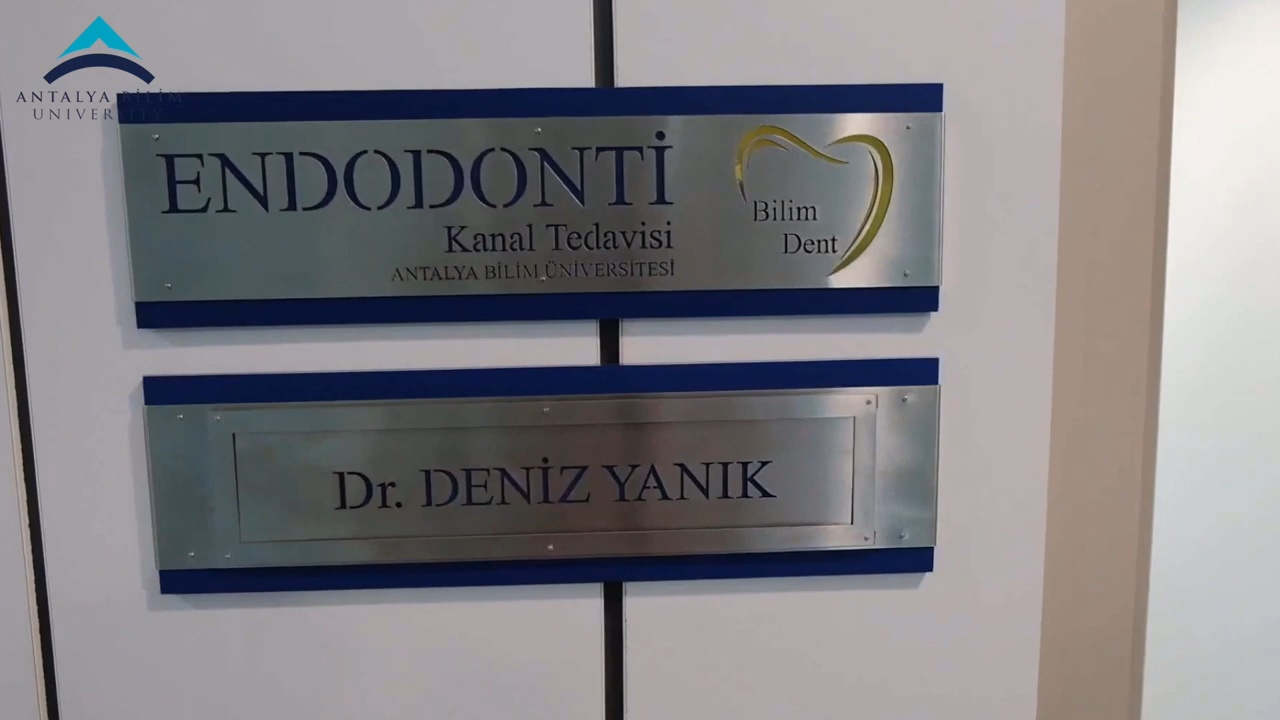 ANTALYA BİLİM
UNIVERSITY
ENDODONTİ
Kanal Tedavisi
ANTALYA BİLİM ÜNİVERSİTESİ
Bilim
Dent
Dr. DENİZ YANIK